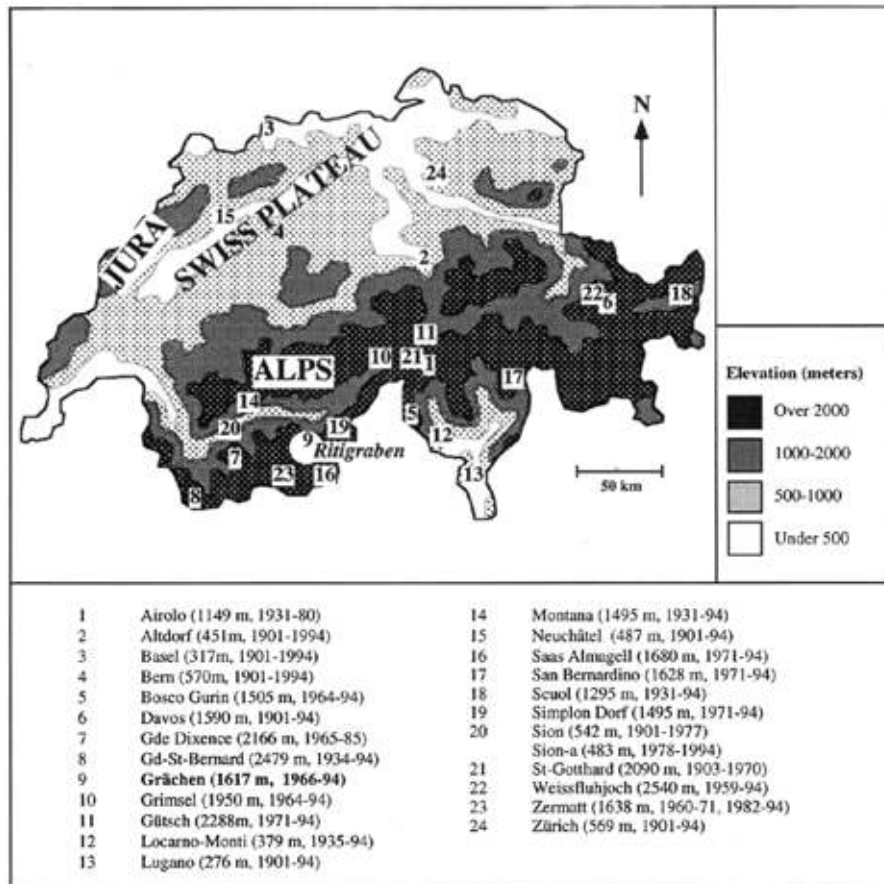 N
3
24
SWISS PLATEAU
15
4
JURA
2
22
6
18
11
10
21
1
ALPS
17
14
5
20
19
12
9
Ritigraben
7
23
16
13
8
50 km
Elevation (meters)
Over 2000
1000-2000
500-1000
Under 500
1 Airolo (1149 m, 1931-80)
2 Altdorf (451m, 1901-1994)
3 Basel (317m, 1901-1994)
4 Bern (570m, 1901-1994)
5 Bosco Gurin (1505 m, 1964-94)
6 Davos (1590 m, 1901-94)
7 Gde Dixence (2166 m, 1965-85)
8 Gd-St-Bernard (2479 m, 1934-94)
9 Grächen (1617 m, 1966-94)
10 Grimsel (1950 m, 1964-94)
11 Gütsch (2288m, 1971-94)
12 Locarno-Monti (379 m, 1935-94)
13 Lugano (276 m, 1901-94)
14 Montana (1495 m, 1931-94)
15 Neuchâtel (487 m, 1901-94)
16 Saas Almagell (1680 m, 1971-94)
17 San Bernardino (1628 m, 1971-94)
18 Scuol (1295 m, 1931-94)
19 Simplon Dorf (1495 m, 1971-94)
20 Sion (542 m, 1901-1977)
Sion-a (483 m, 1978-1994)
21 St-Gotthard (2090 m, 1903-1970)
22 Weissfluhjoch (2540 m, 1959-94)
23 Zermatt (1638 m, 1960-71, 1982-94)
24 Zürich (569 m, 1901-94)